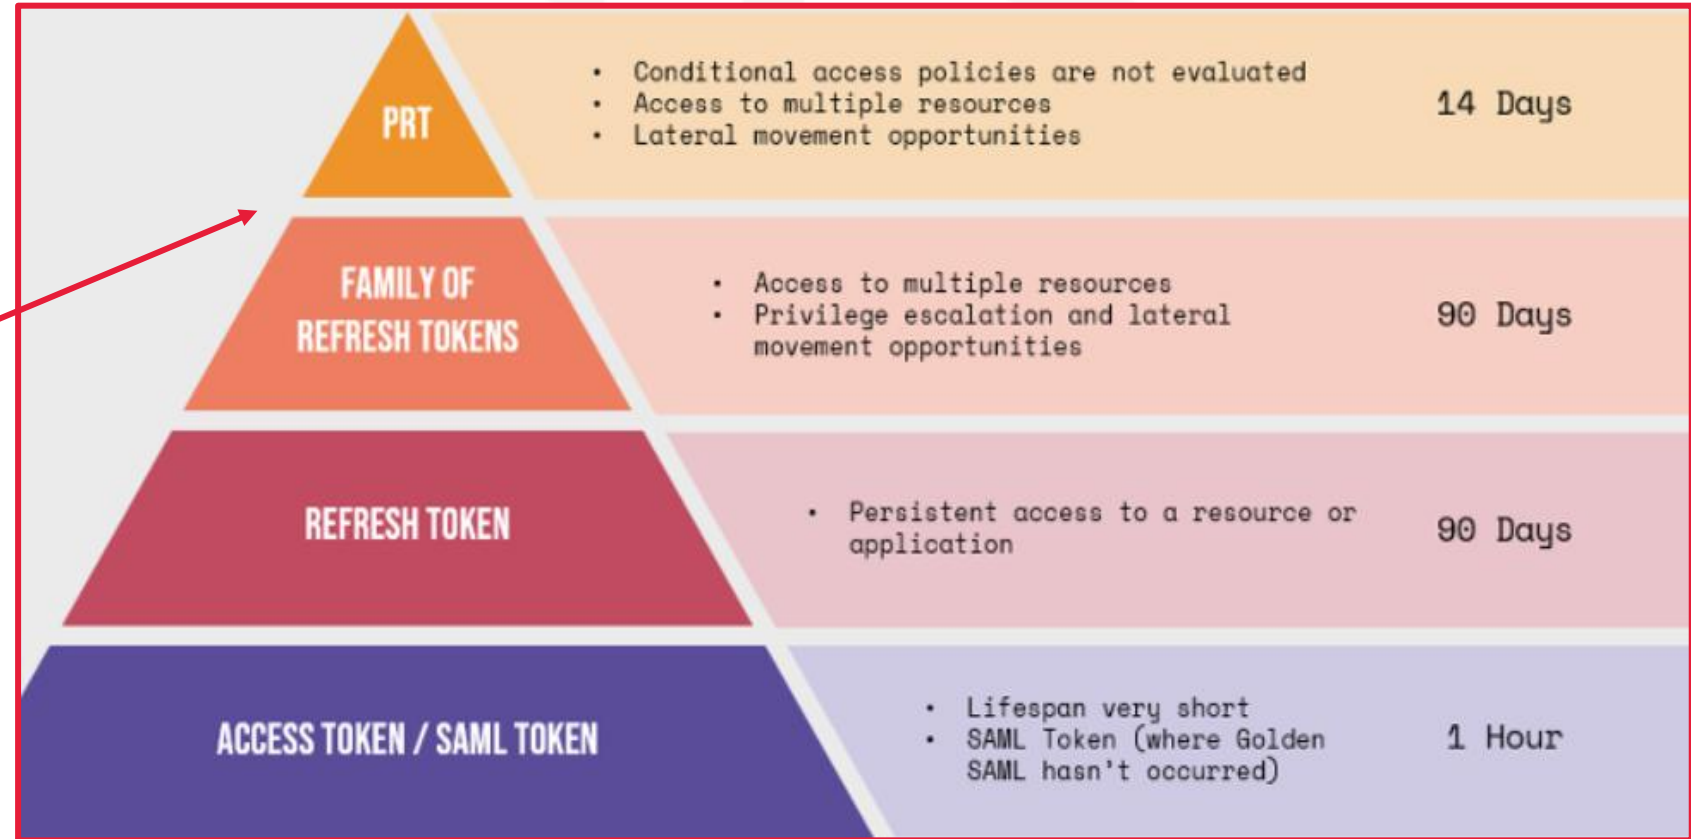 PRT
• Conditional access policies are not evaluated
• Access to multiple resources
• Lateral movement opportunities
14 Days
FAMILY OF
REFRESH TOKENS
• Access to multiple resources
• Privilege escalation and lateral
movement opportunities
90 Days
REFRESH TOKEN
• Persistent access to a resource or
application
90 Days
ACCESS TOKEN / SAML TOKEN
• Lifespan very short
• SAML Token (where Golden
SAML hasn't occurred)
1 Hour